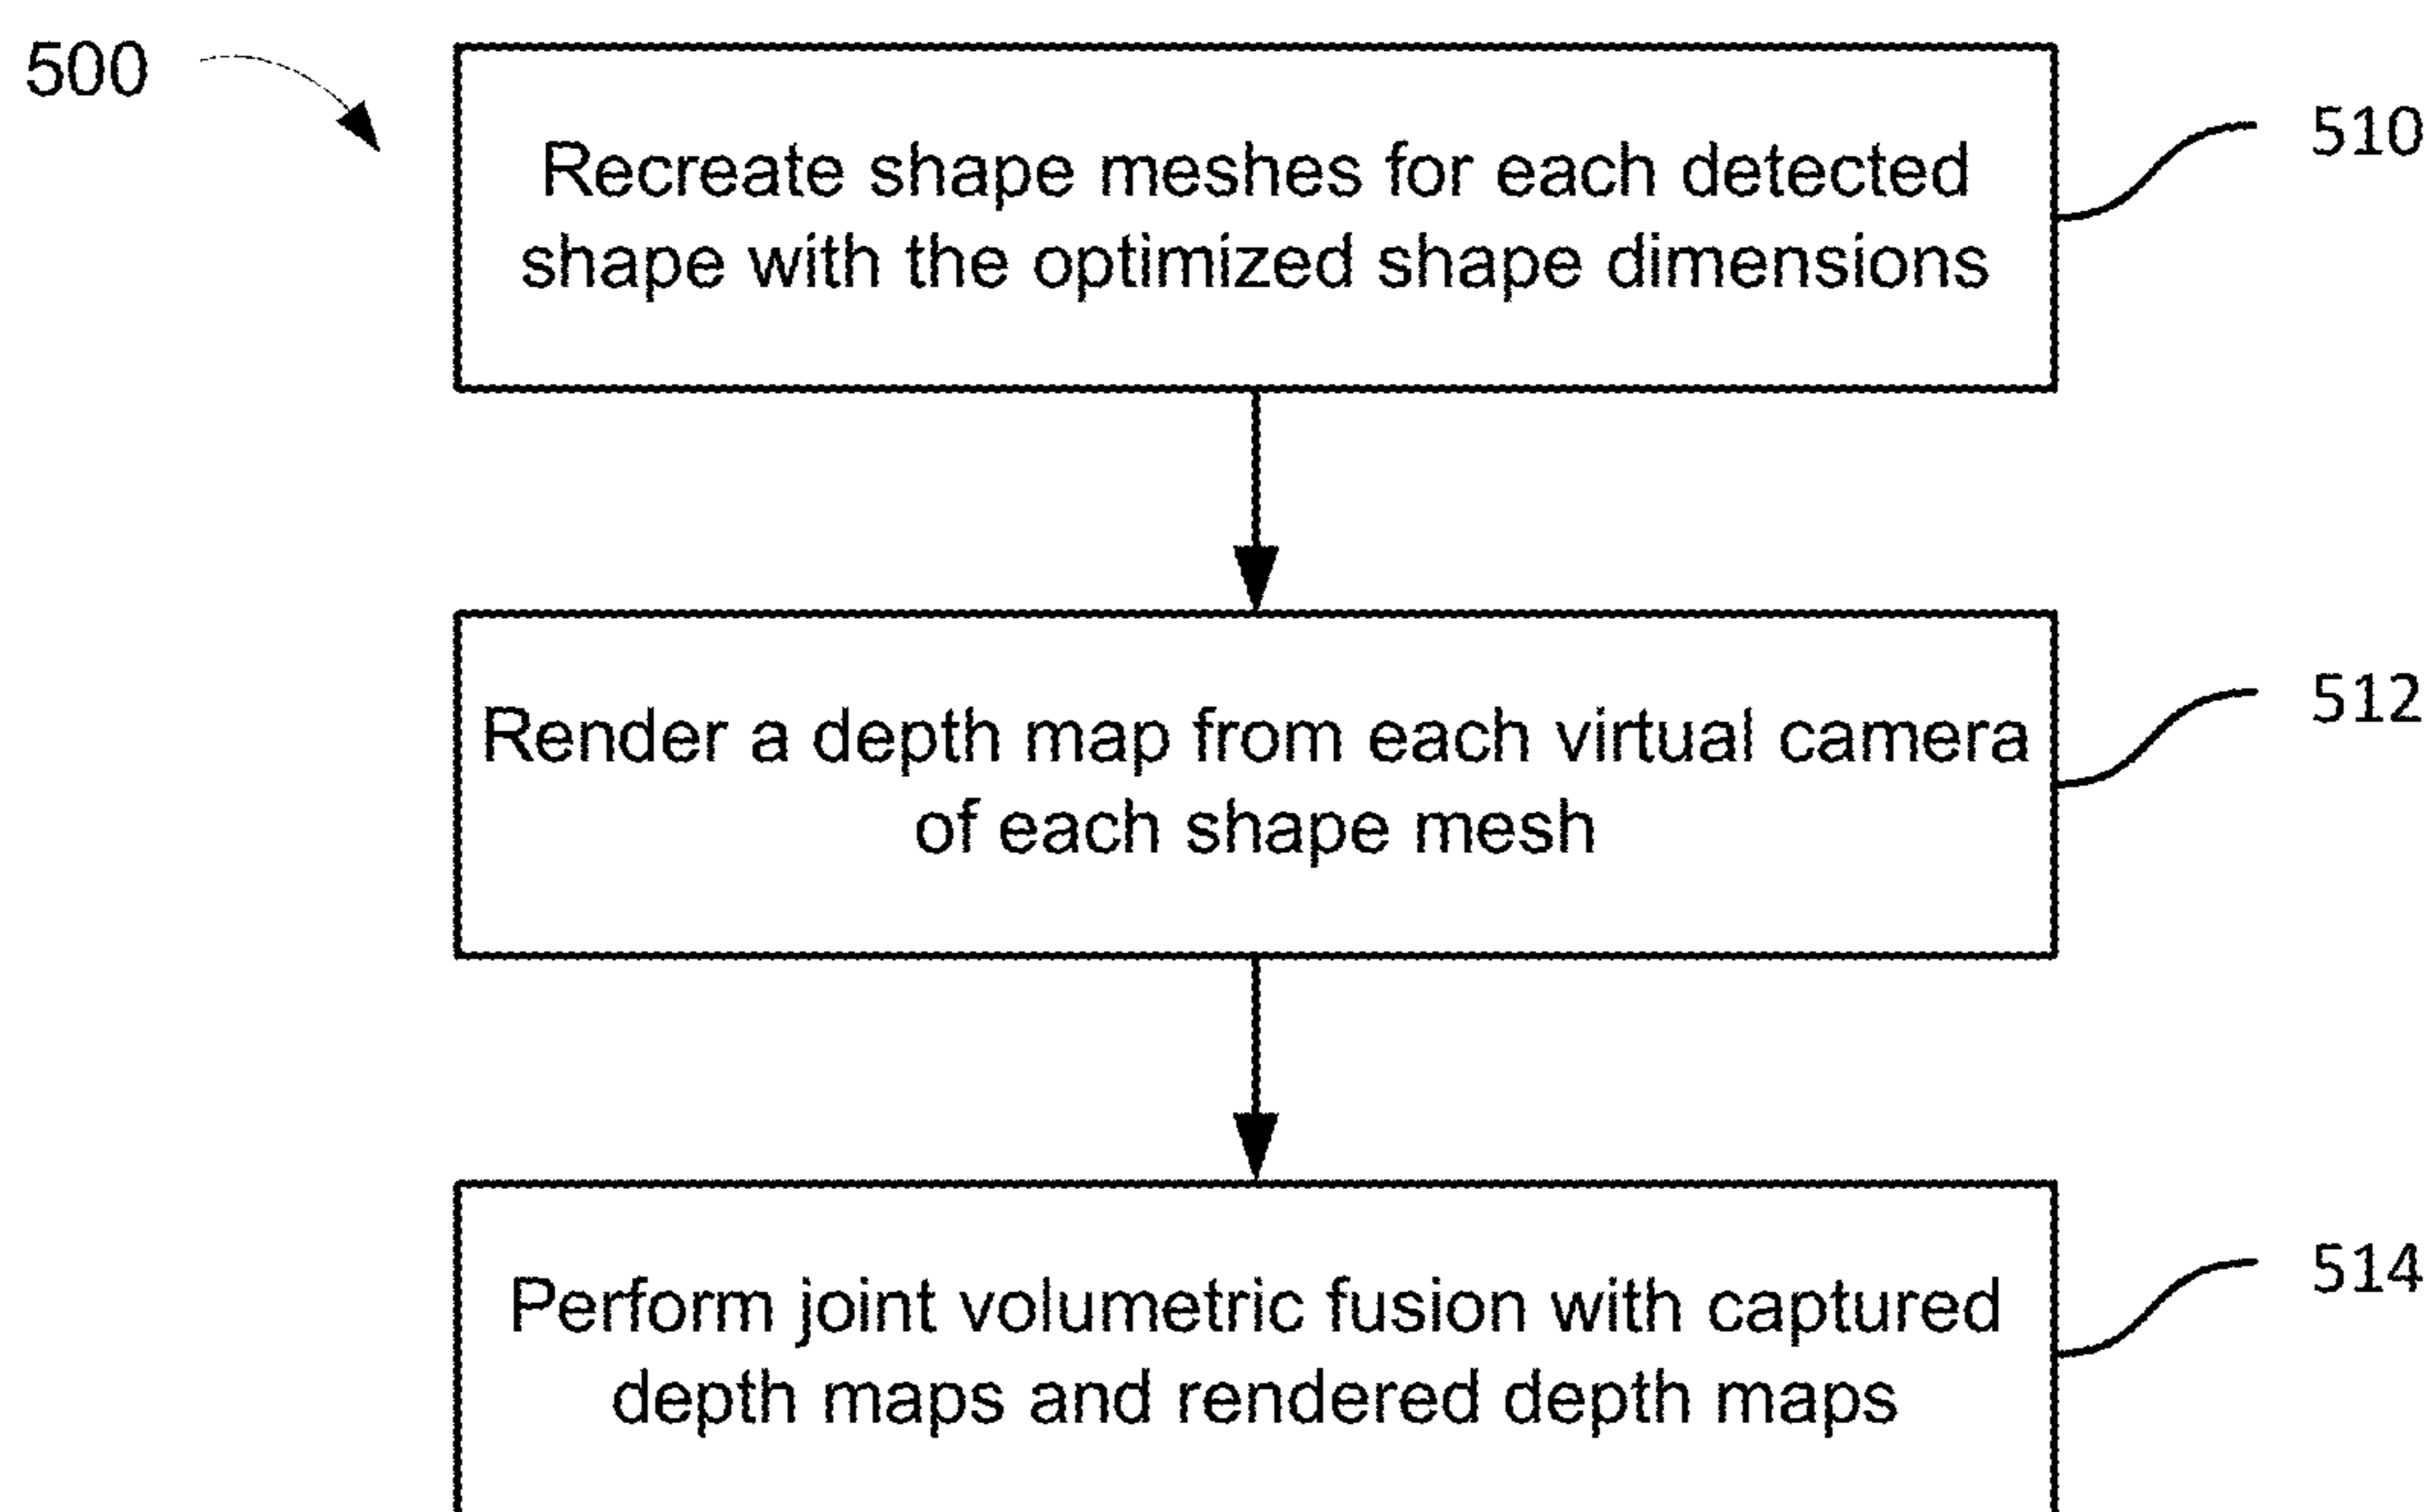 500
Recreate shape meshes for each detected
shape with the optimized shape dimensions
510
Render a depth map from each virtual camera
of each shape mesh
512
Perform joint volumetric fusion with captured
depth maps and rendered depth maps
514